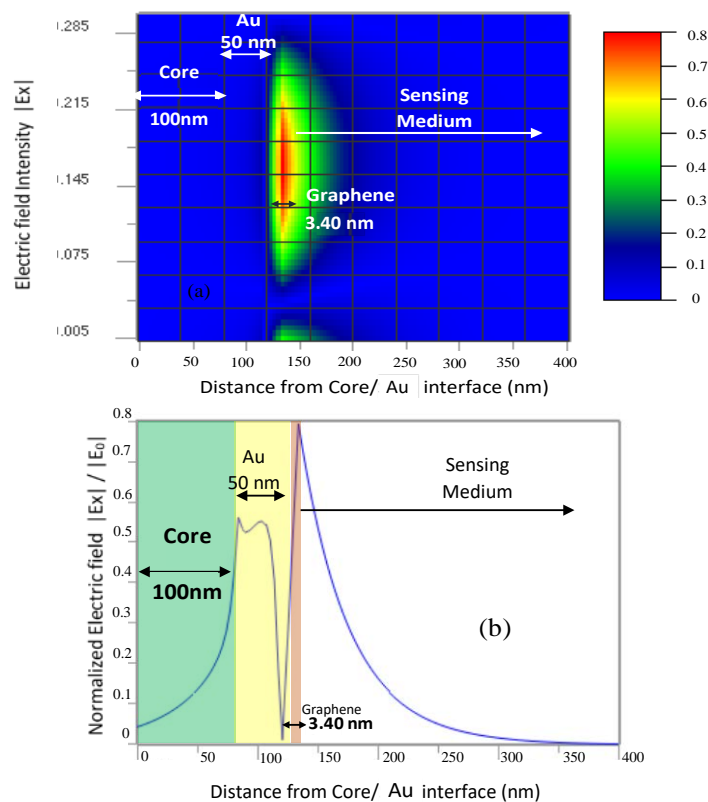 Electric field Intensity |Ex|
).285
).215
).145
).075
).005
Au
50 nm
Core
100nm
Sensing
Medium
Graphene
3.40 nm
(a)
0 50 100 150 200 250 300 350 400
Distance from Core/ Au interface (nm)
0.8
0.7
0.6
0.5
0.4
0.3
0.2
0.1
0
Normalized Electric field |Ex| / |E₀|
0.8
0.7
0.6
0.5
0.4
0.3
0.2
0.1
0
Au
50 nm
Core
100nm
Sensing
Medium
(b)
Graphene
3.40 nm
0 50 100 150 200 250 300 350 400
Distance from Core/ Au interface (nm)